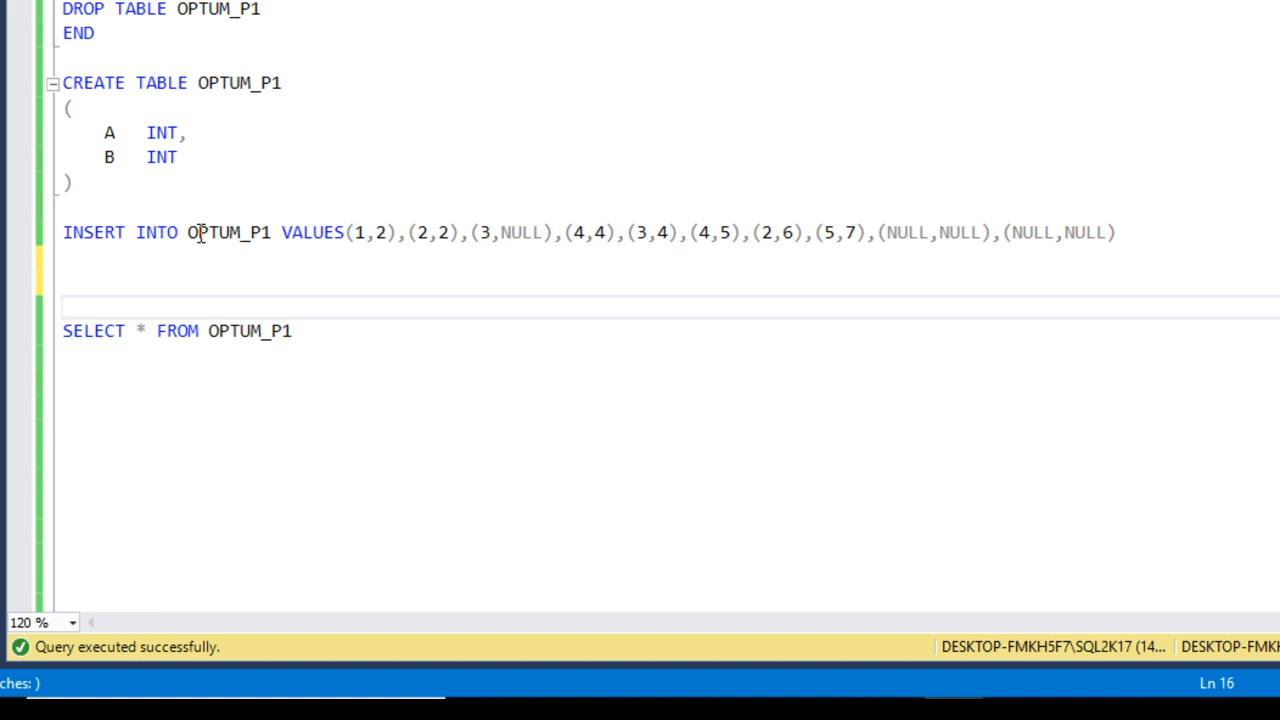 DROP TABLE OPTUM_P1
END
CREATE TABLE OPTUM_P1
(
A INT,
B INT
)
INSERT INTO OPTUM_P1 VALUES(1,2),(2,2),(3,NULL),(4,4),(3,4),(4,5),(2,6),(5,7),(NULL,NULL),(NULL,NULL)
SELECT * FROM OPTUM_P1
120 %
Query executed successfully. DESKTOP-FMKH5F7\SQL2K17 (14... DESKTOP-FMKH
ches: ) Ln 16